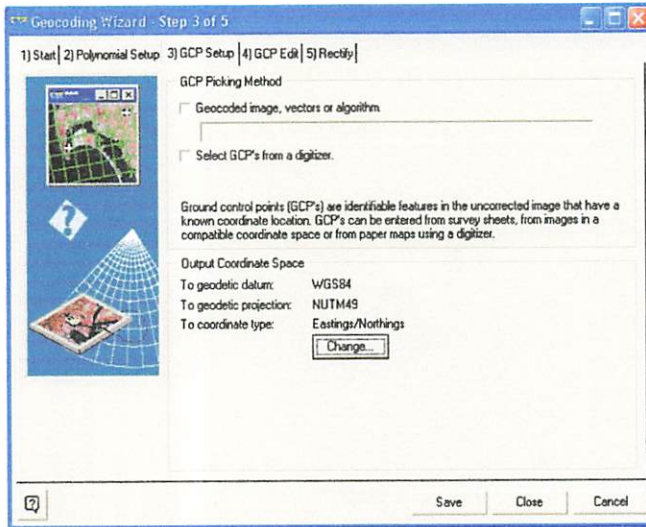 Geocoding Wizard - Step 3 of 5
1) Start 2) Polynomial Setup 3) GCP Setup 4) GCP Edit 5) Rectify
GCP Picking Method
Geocoded image, vectors or algorithm.
Select GCP's from a digitizer.
Ground control points (GCP's) are identifiable features in the uncorrected image that have a
known coordinate location. GCP's can be entered from survey sheets, from images in a
compatible coordinate space or from paper maps using a digitizer.
Output Coordinate Space
To geodetic datum: WGS84
To geodetic projection: NUTM49
To coordinate type: Eastings/Northings
Change...
Save Close Cancel